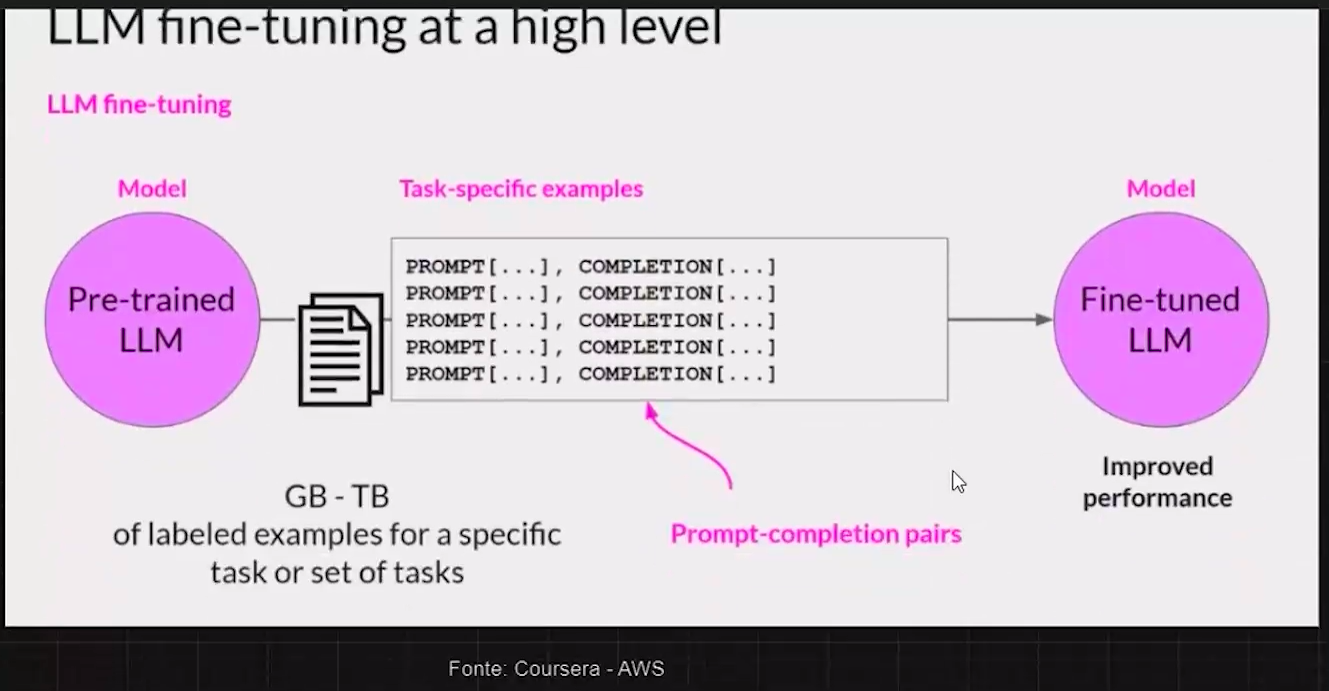 LLM fine-tuning at a high level
LLM fine-tuning
Model
Pre-trained
LLM
Task-specific examples
PROMPT[...], COMPLETION[...]
PROMPT[...], COMPLETION[...]
PROMPT[...], COMPLETION[...]
PROMPT[...], COMPLETION[...]
PROMPT[...], COMPLETION[...]
Model
Fine-tuned
LLM
Improved
performance
GB - TB
of labeled examples for a specific
task or set of tasks
Prompt-completion pairs
Fonte: Coursera - AWS